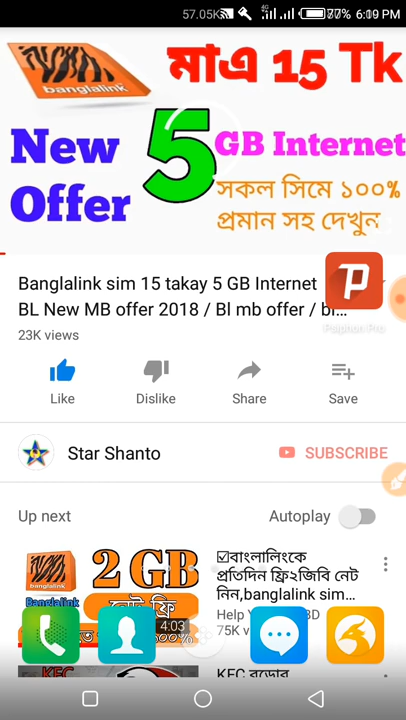 57.05K
77% 6:09 PM
banglalink
মাএ 15 Tk
New
Offer
5
GB Internet
সকল সিমে ১০০%
প্রমান সহ দেখুন
Banglalink sim 15 takay 5 GB Internet
BL New MB offer 2018 / Bl mb offer / bl...
Psiphon Pro
23K views
Like
Dislike
Share
Save
Star Shanto
SUBSCRIBE
Up next
Autoplay
banglalink
2 GB
4:03
☑বাংলালিংকে
প্রতিদিন ফ্রি২জিবি নেট
নিন,banglalink sim...
Help
BD
75K
KFC